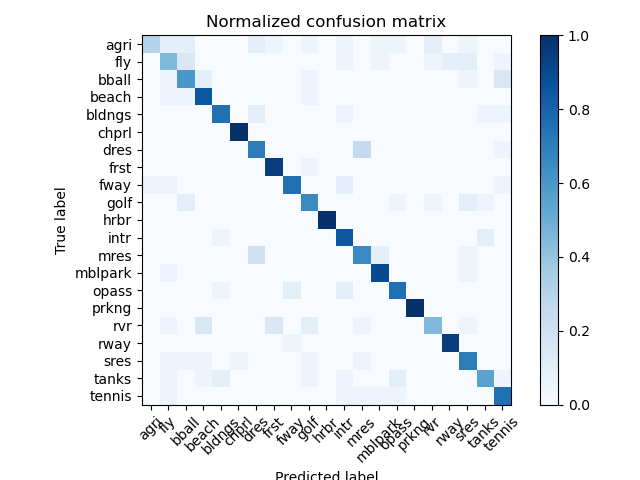 Normalized confusion matrix
True label
agri
fly
bball
beach
bldngs
chprl
dres
frst
fway
golf
hrbr
intr
mres
mblpark
opass
prkng
rvr
rway
sres
tanks
tennis
agri
fly
bball
beach
bldngs
chprl
dres
frst
fway
golf
hrbr
intr
mres
mblpark
opass
prkng
rvr
rway
sres
tanks
tennis
Predicted label
1.0
0.8
0.6
0.4
0.2
0.0